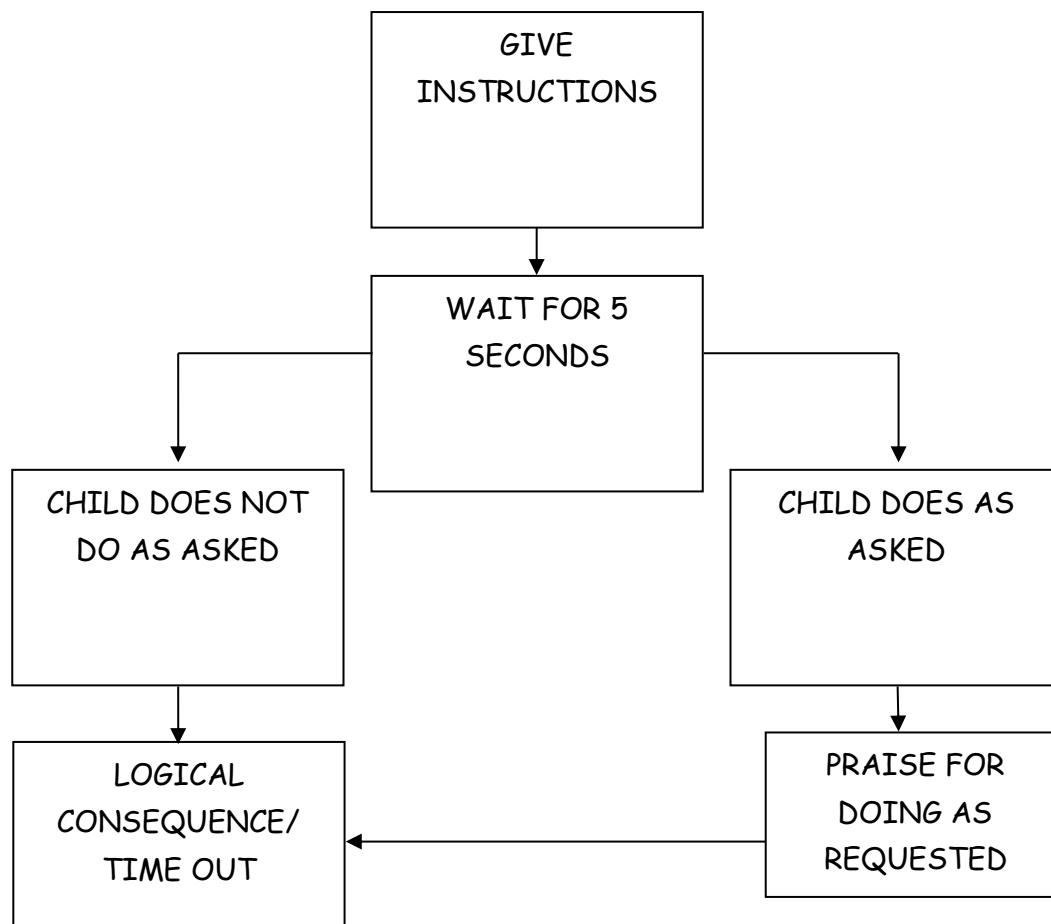 GIVE
INSTRUCTIONS
WAIT FOR 5
SECONDS
CHILD DOES NOT
DO AS ASKED
CHILD DOES AS
ASKED
LOGICAL
CONSEQUENCE/
TIME OUT
PRAISE FOR
DOING AS
REQUESTED